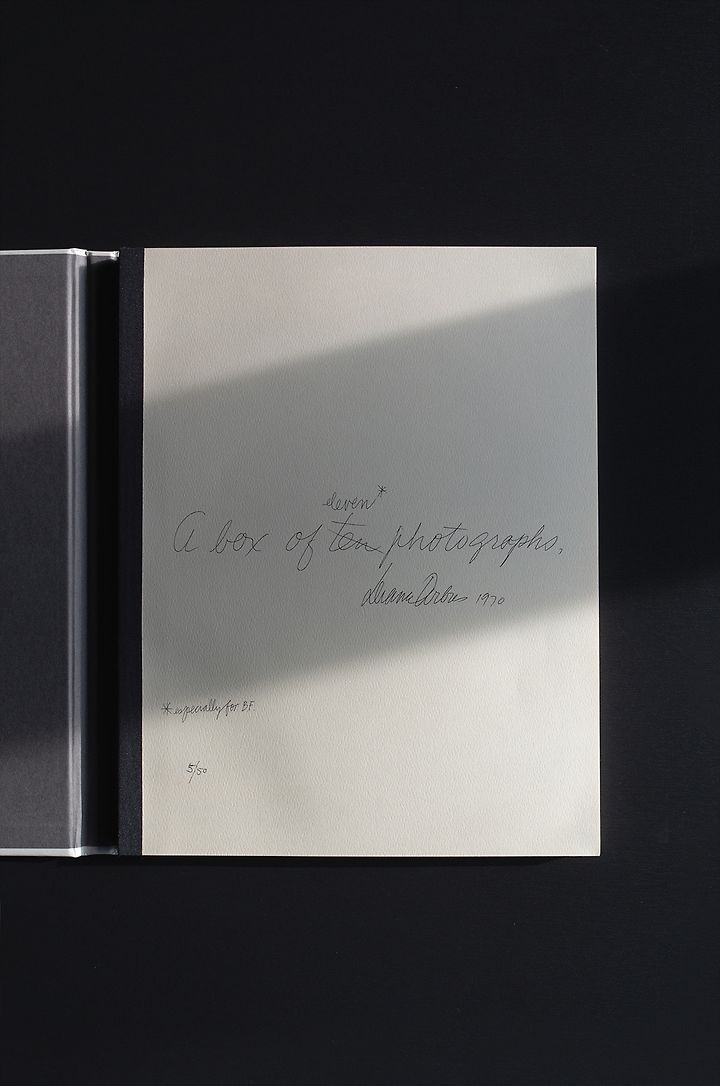 eleven*
A box of ten photographs,
Diane Arbus 1970
*especially for B.F.
5/50